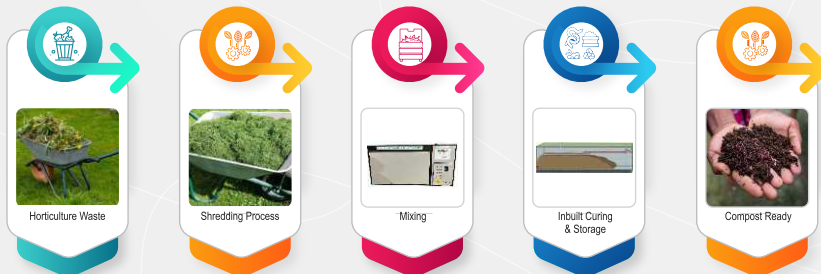 Horticulture Waste
Shredding Process
Mixing
Inbuilt Curing
& Storage
Compost Ready